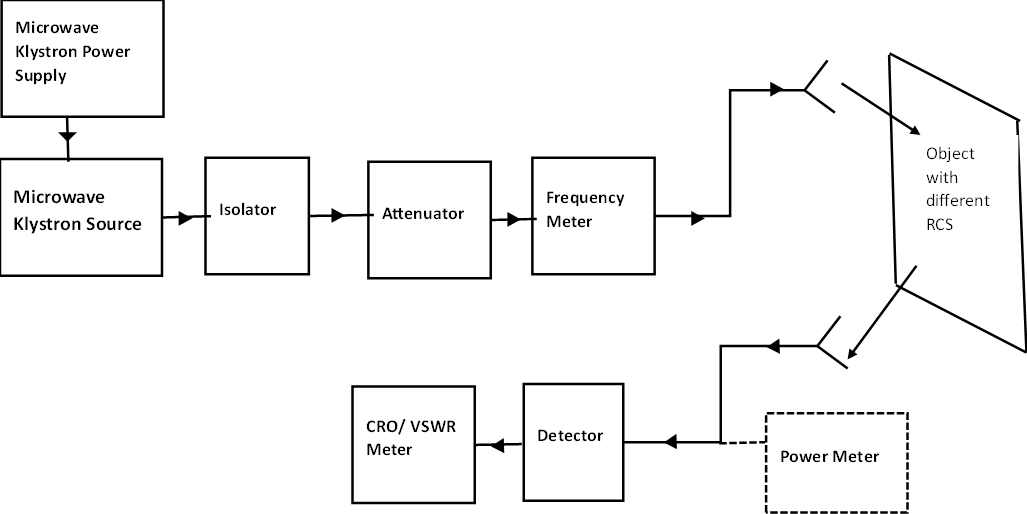 Microwave
Klystron Power
Supply
Microwave
Klystron Source
Isolator
Attenuator
Frequency
Meter
Object
with
different
RCS
CRO/ VSWR
Meter
Detector
Power Meter